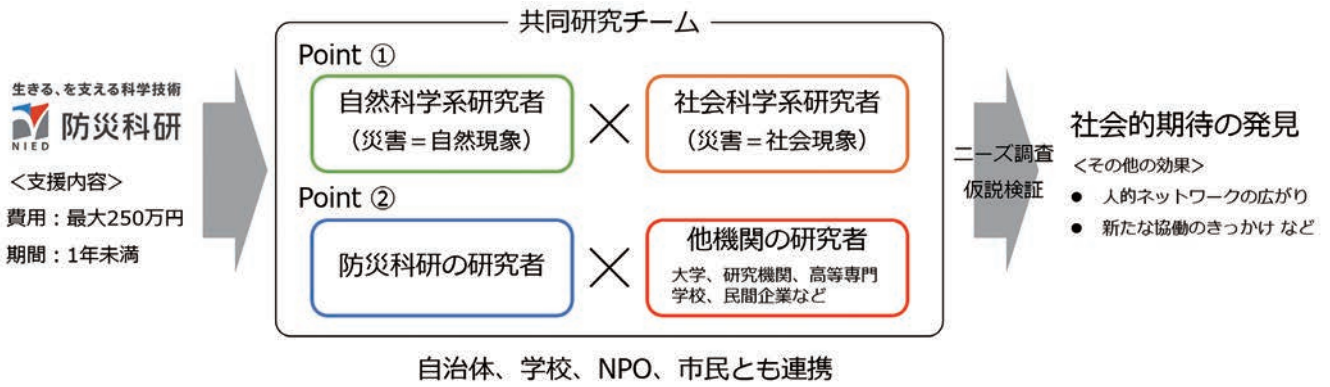 生きる、を支える科学技術
防災科研
NIED
<支援内容>
費用：最大250万円
期間：1年未満
共同研究チーム
Point ①
自然科学系研究者
（災害＝自然現象）
×
社会科学系研究者
（災害＝社会現象）
Point ②
防災科研の研究者
×
他機関の研究者
大学、研究機関、高等専門
学校、民間企業など
自治体、学校、NPO、市民とも連携
ニーズ調査
仮説検証
社会的期待の発見
<その他の効果>
● 人的ネットワークの広がり
● 新たな協働のきっかけ など